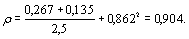 ρ = (0,267 + 0,135)/2,5 + 0,862² = 0,904.